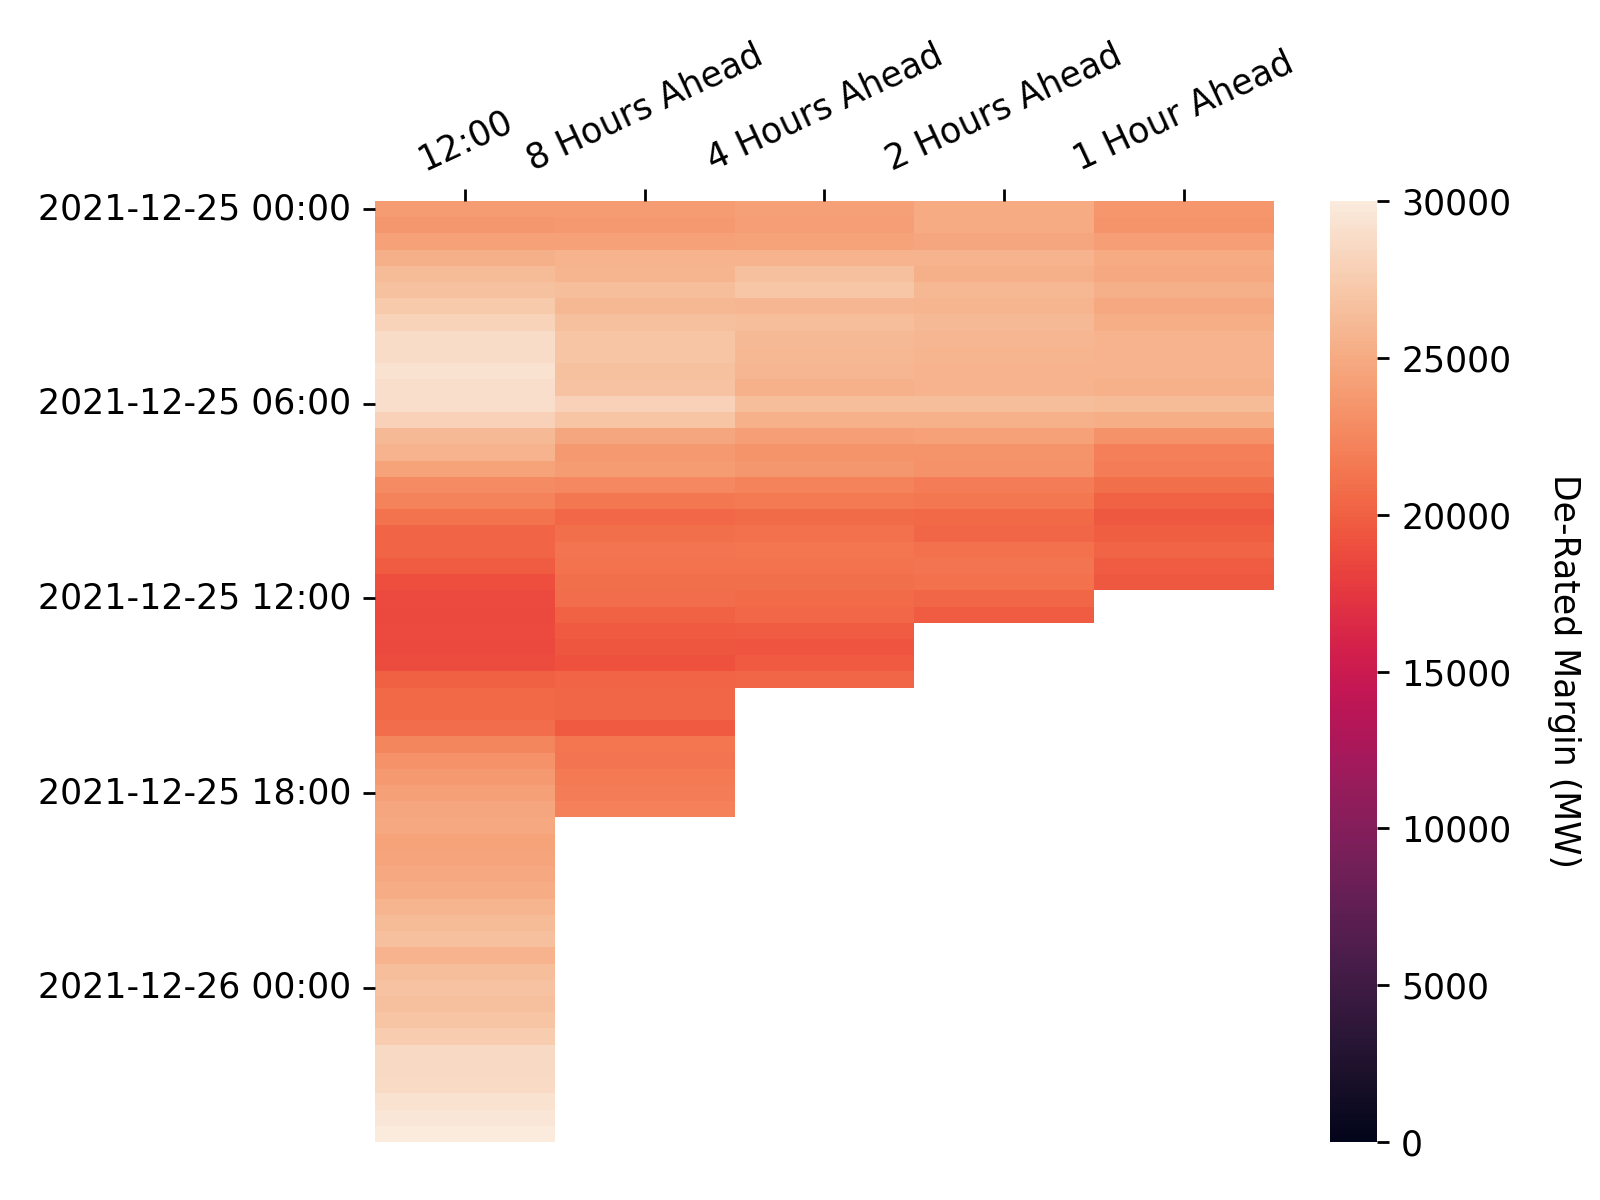 12:00
8 Hours Ahead
4 Hours Ahead
2 Hours Ahead
1 Hour Ahead
2021-12-25 00:00
2021-12-25 06:00
2021-12-25 12:00
2021-12-25 18:00
2021-12-26 00:00
30000
25000
20000
15000
10000
5000
0
De-Rated Margin (MW)